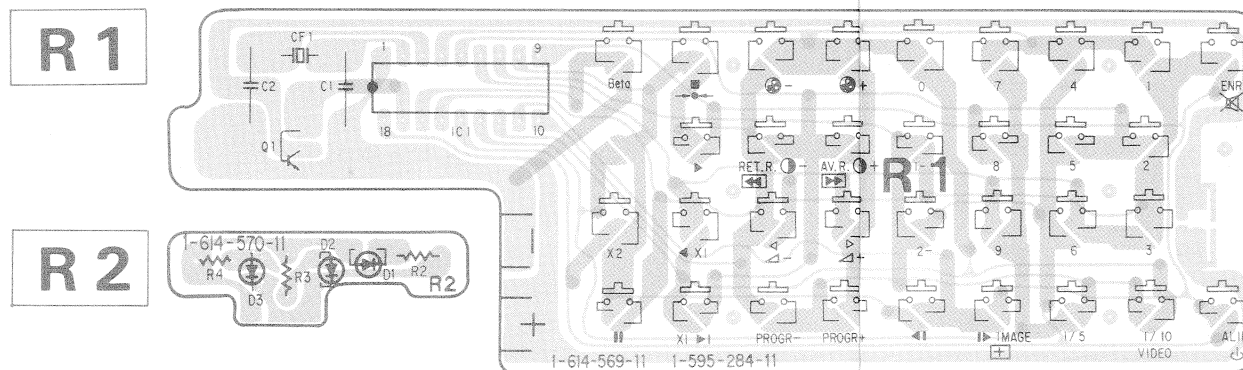 R 1
CF1
1
9
C2
C1
18
IC1
10
Q1
Beta
-
+
0
7
4
1
ENR
RET.R. -
AV.R. +
1-
R 1
8
5
2
R 2
1-614-570-11
D2
R4
R3
D1
R2
D3
R2
X2
X1
-
+
2-
9
6
3
X1
PROGR-
PROGR+
IMAGE
1/5
1/10
VIDEO
1-614-569-11 1-595-284-11